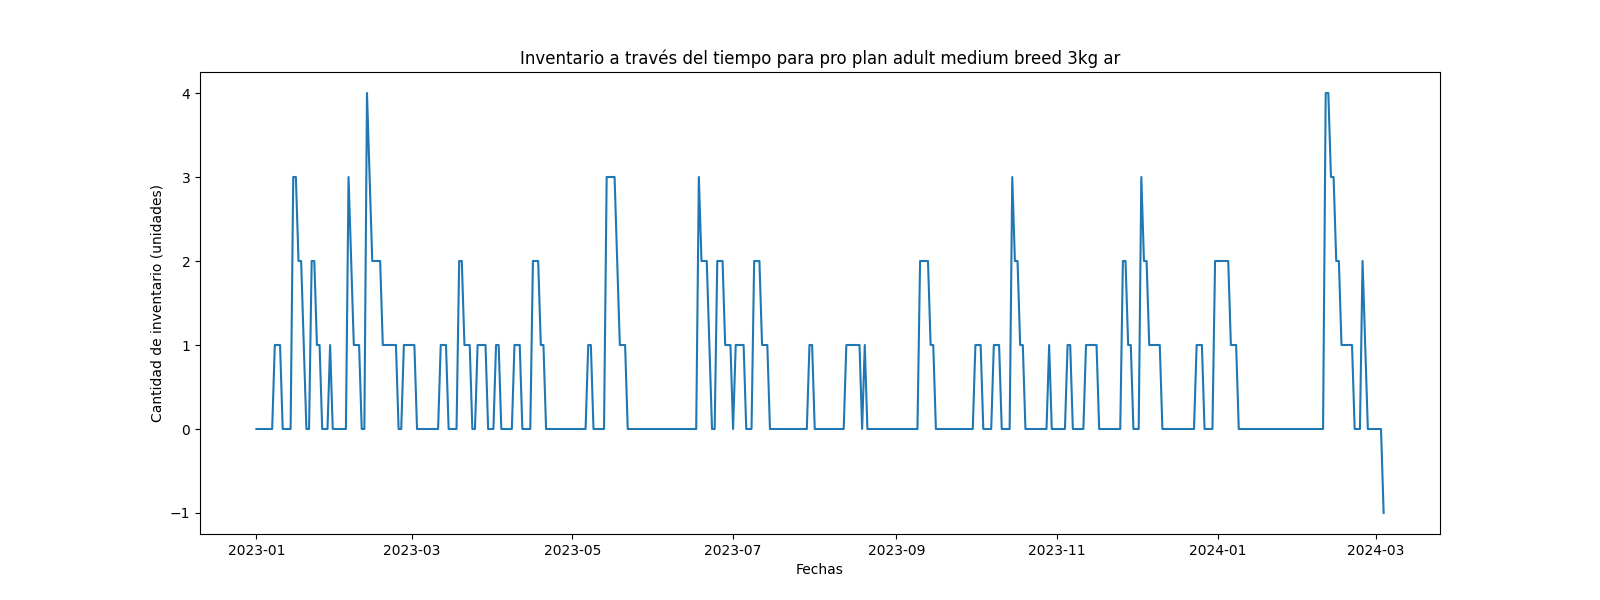 Inventario a través del tiempo para pro plan adult medium breed 3kg ar
Cantidad de inventario (unidades)
4
3
2
1
0
−1
2023-01 2023-03 2023-05 2023-07 2023-09 2023-11 2024-01 2024-03
Fechas